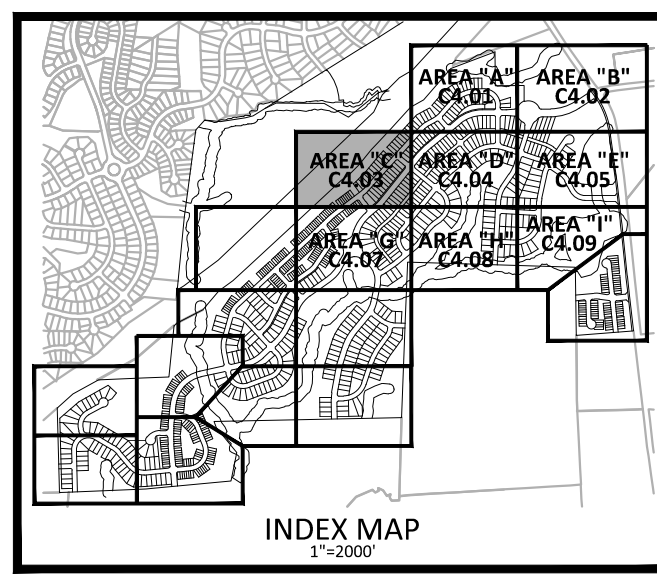 AREA "A"
C4.01
AREA "B"
C4.02
AREA "C"
C4.03
AREA "D"
C4.04
AREA "E"
C4.05
AREA "G"
C4.07
AREA "H"
C4.08
AREA "I"
C4.09
INDEX MAP
1"=2000'